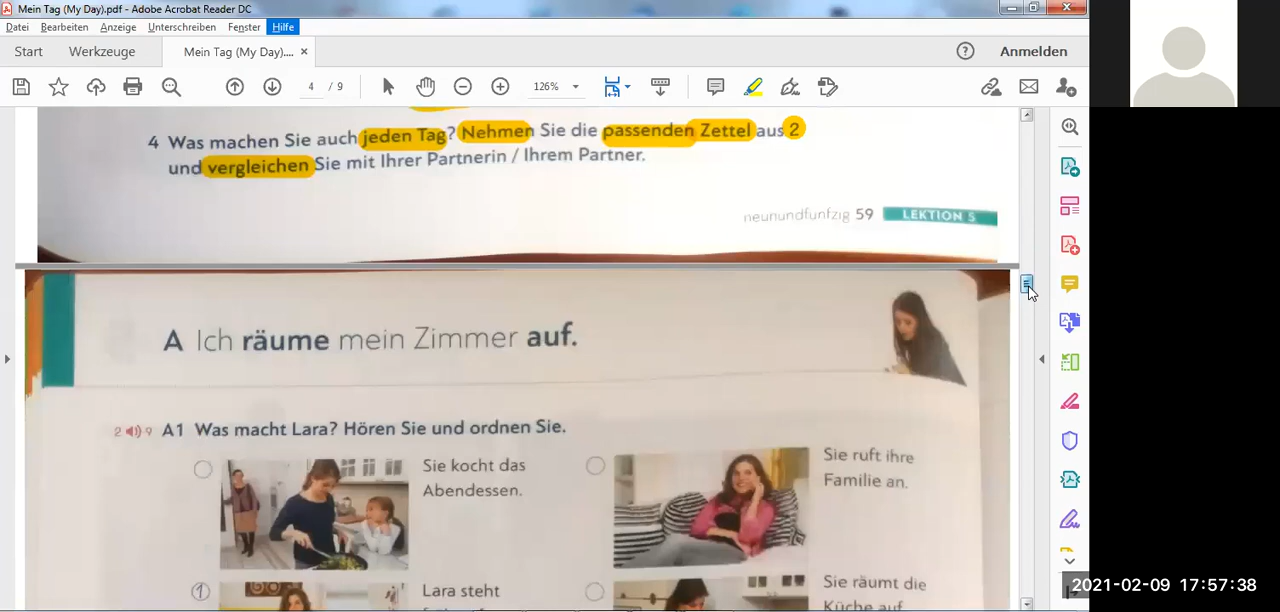 Mein Tag (My Day).pdf - Adobe Acrobat Reader DC
Datei Bearbeiten Anzeige Unterschreiben Fenster Hilfe
Start Werkzeuge Mein Tag (My Day).... × Anmelden
4 / 9 126%
4 Was machen Sie auch jeden Tag? Nehmen Sie die passenden Zettel aus 2
und vergleichen Sie mit Ihrer Partnerin / Ihrem Partner.
neunundfünfzig 59 LEKTION 5
A Ich räume mein Zimmer auf.
2 9 A1 Was macht Lara? Hören Sie und ordnen Sie.
Sie kocht das
Abendessen.
Sie ruft ihre
Familie an.
1 Lara steht
Sie räumt die
Küche auf
2021-02-09 17:57:38